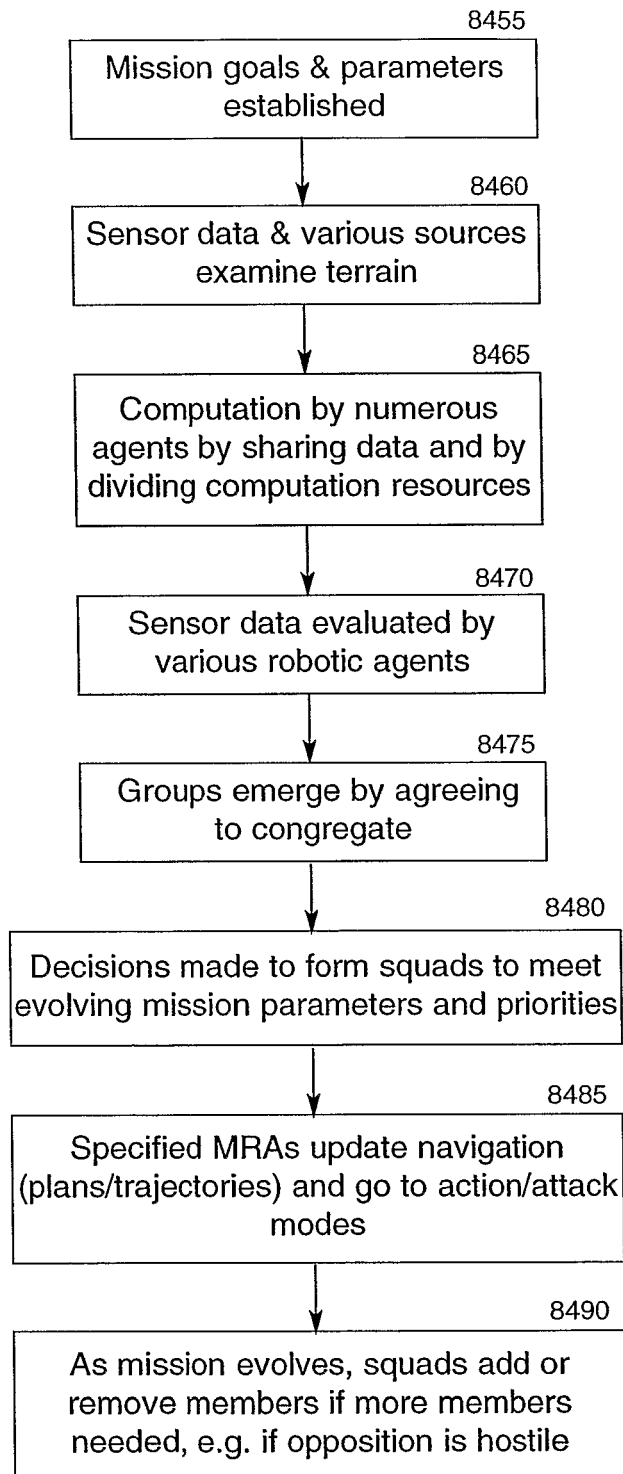 8455
Mission goals & parameters
established
8460
Sensor data & various sources
examine terrain
8465
Computation by numerous
agents by sharing data and by
dividing computation resources
8470
Sensor data evaluated by
various robotic agents
8475
Groups emerge by agreeing
to congregate
8480
Decisions made to form squads to meet
evolving mission parameters and priorities
8485
Specified MRAs update navigation
(plans/trajectories) and go to action/attack
modes
8490
As mission evolves, squads add or
remove members if more members
needed, e.g. if opposition is hostile